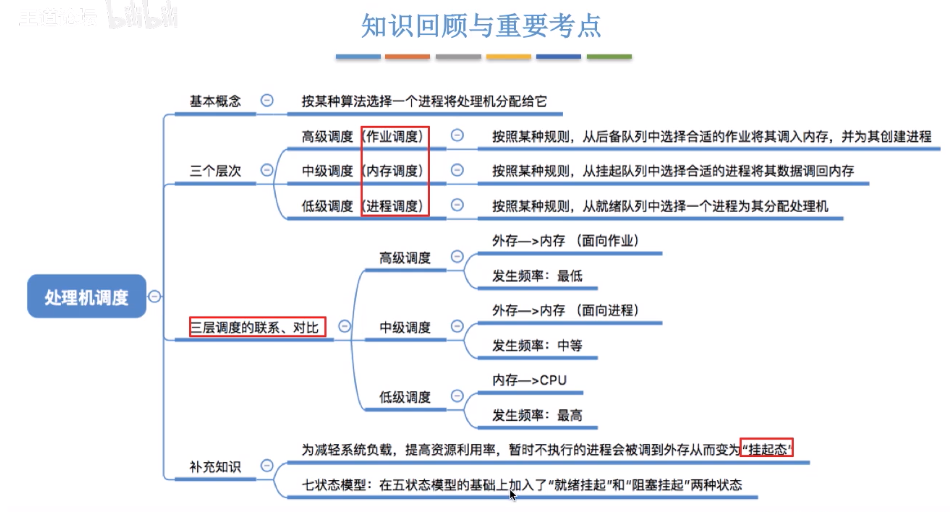 知识回顾与重要考点
基本概念
按某种算法选择一个进程将处理机分配给它
三个层次
高级调度（作业调度）
按照某种规则，从后备队列中选择合适的作业将其调入内存，并为其创建进程
中级调度（内存调度）
按照某种规则，从挂起队列中选择合适的进程将其数据调回内存
低级调度（进程调度）
按照某种规则，从就绪队列中选择一个进程为其分配处理机
处理机调度
三层调度的联系、对比
高级调度
外存—>内存 （面向作业）
发生频率：最低
中级调度
外存—>内存 （面向进程）
发生频率：中等
低级调度
内存—>CPU
发生频率：最高
补充知识
为减轻系统负载，提高资源利用率，暂时不执行的进程会被调到外存从而变为“挂起态”
七状态模型：在五状态模型的基础上加入了“就绪挂起”和“阻塞挂起”两种状态